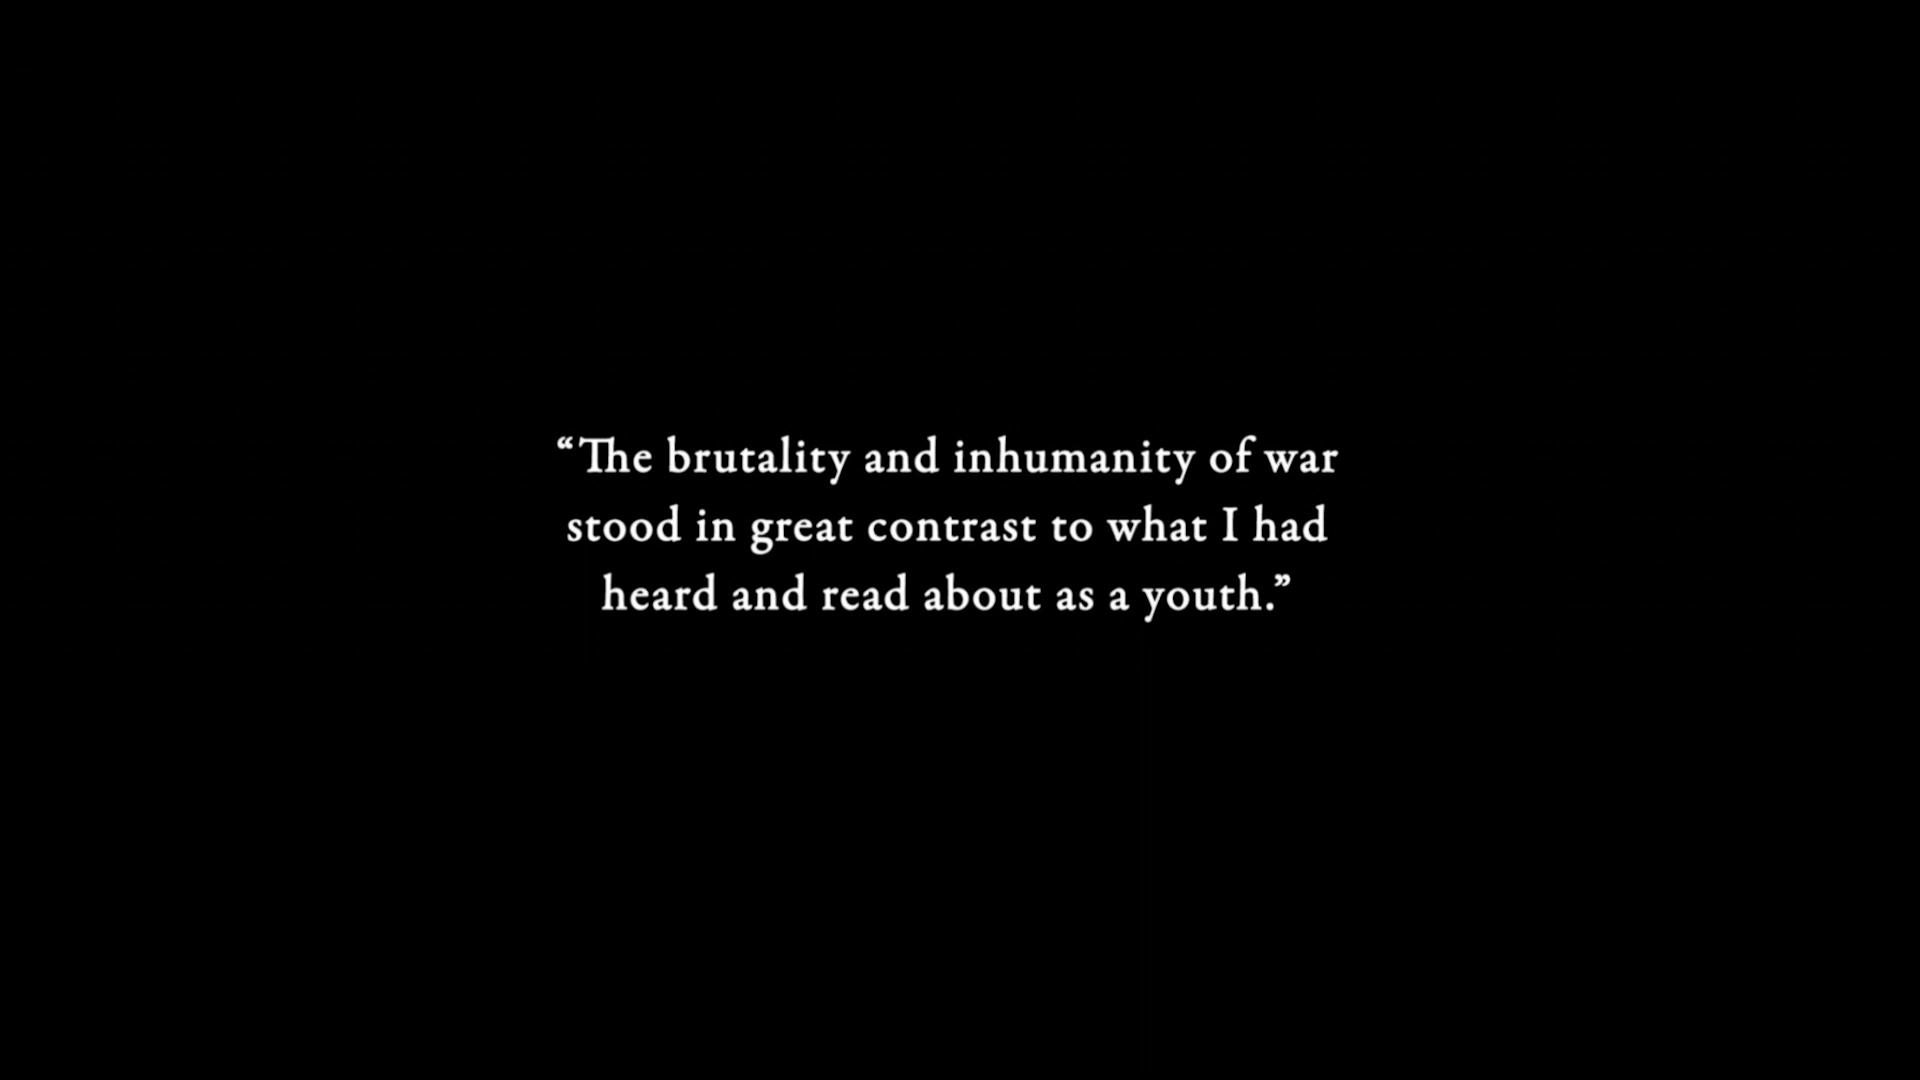 “The brutality and inhumanity of war
stood in great contrast to what I had
heard and read about as a youth.”